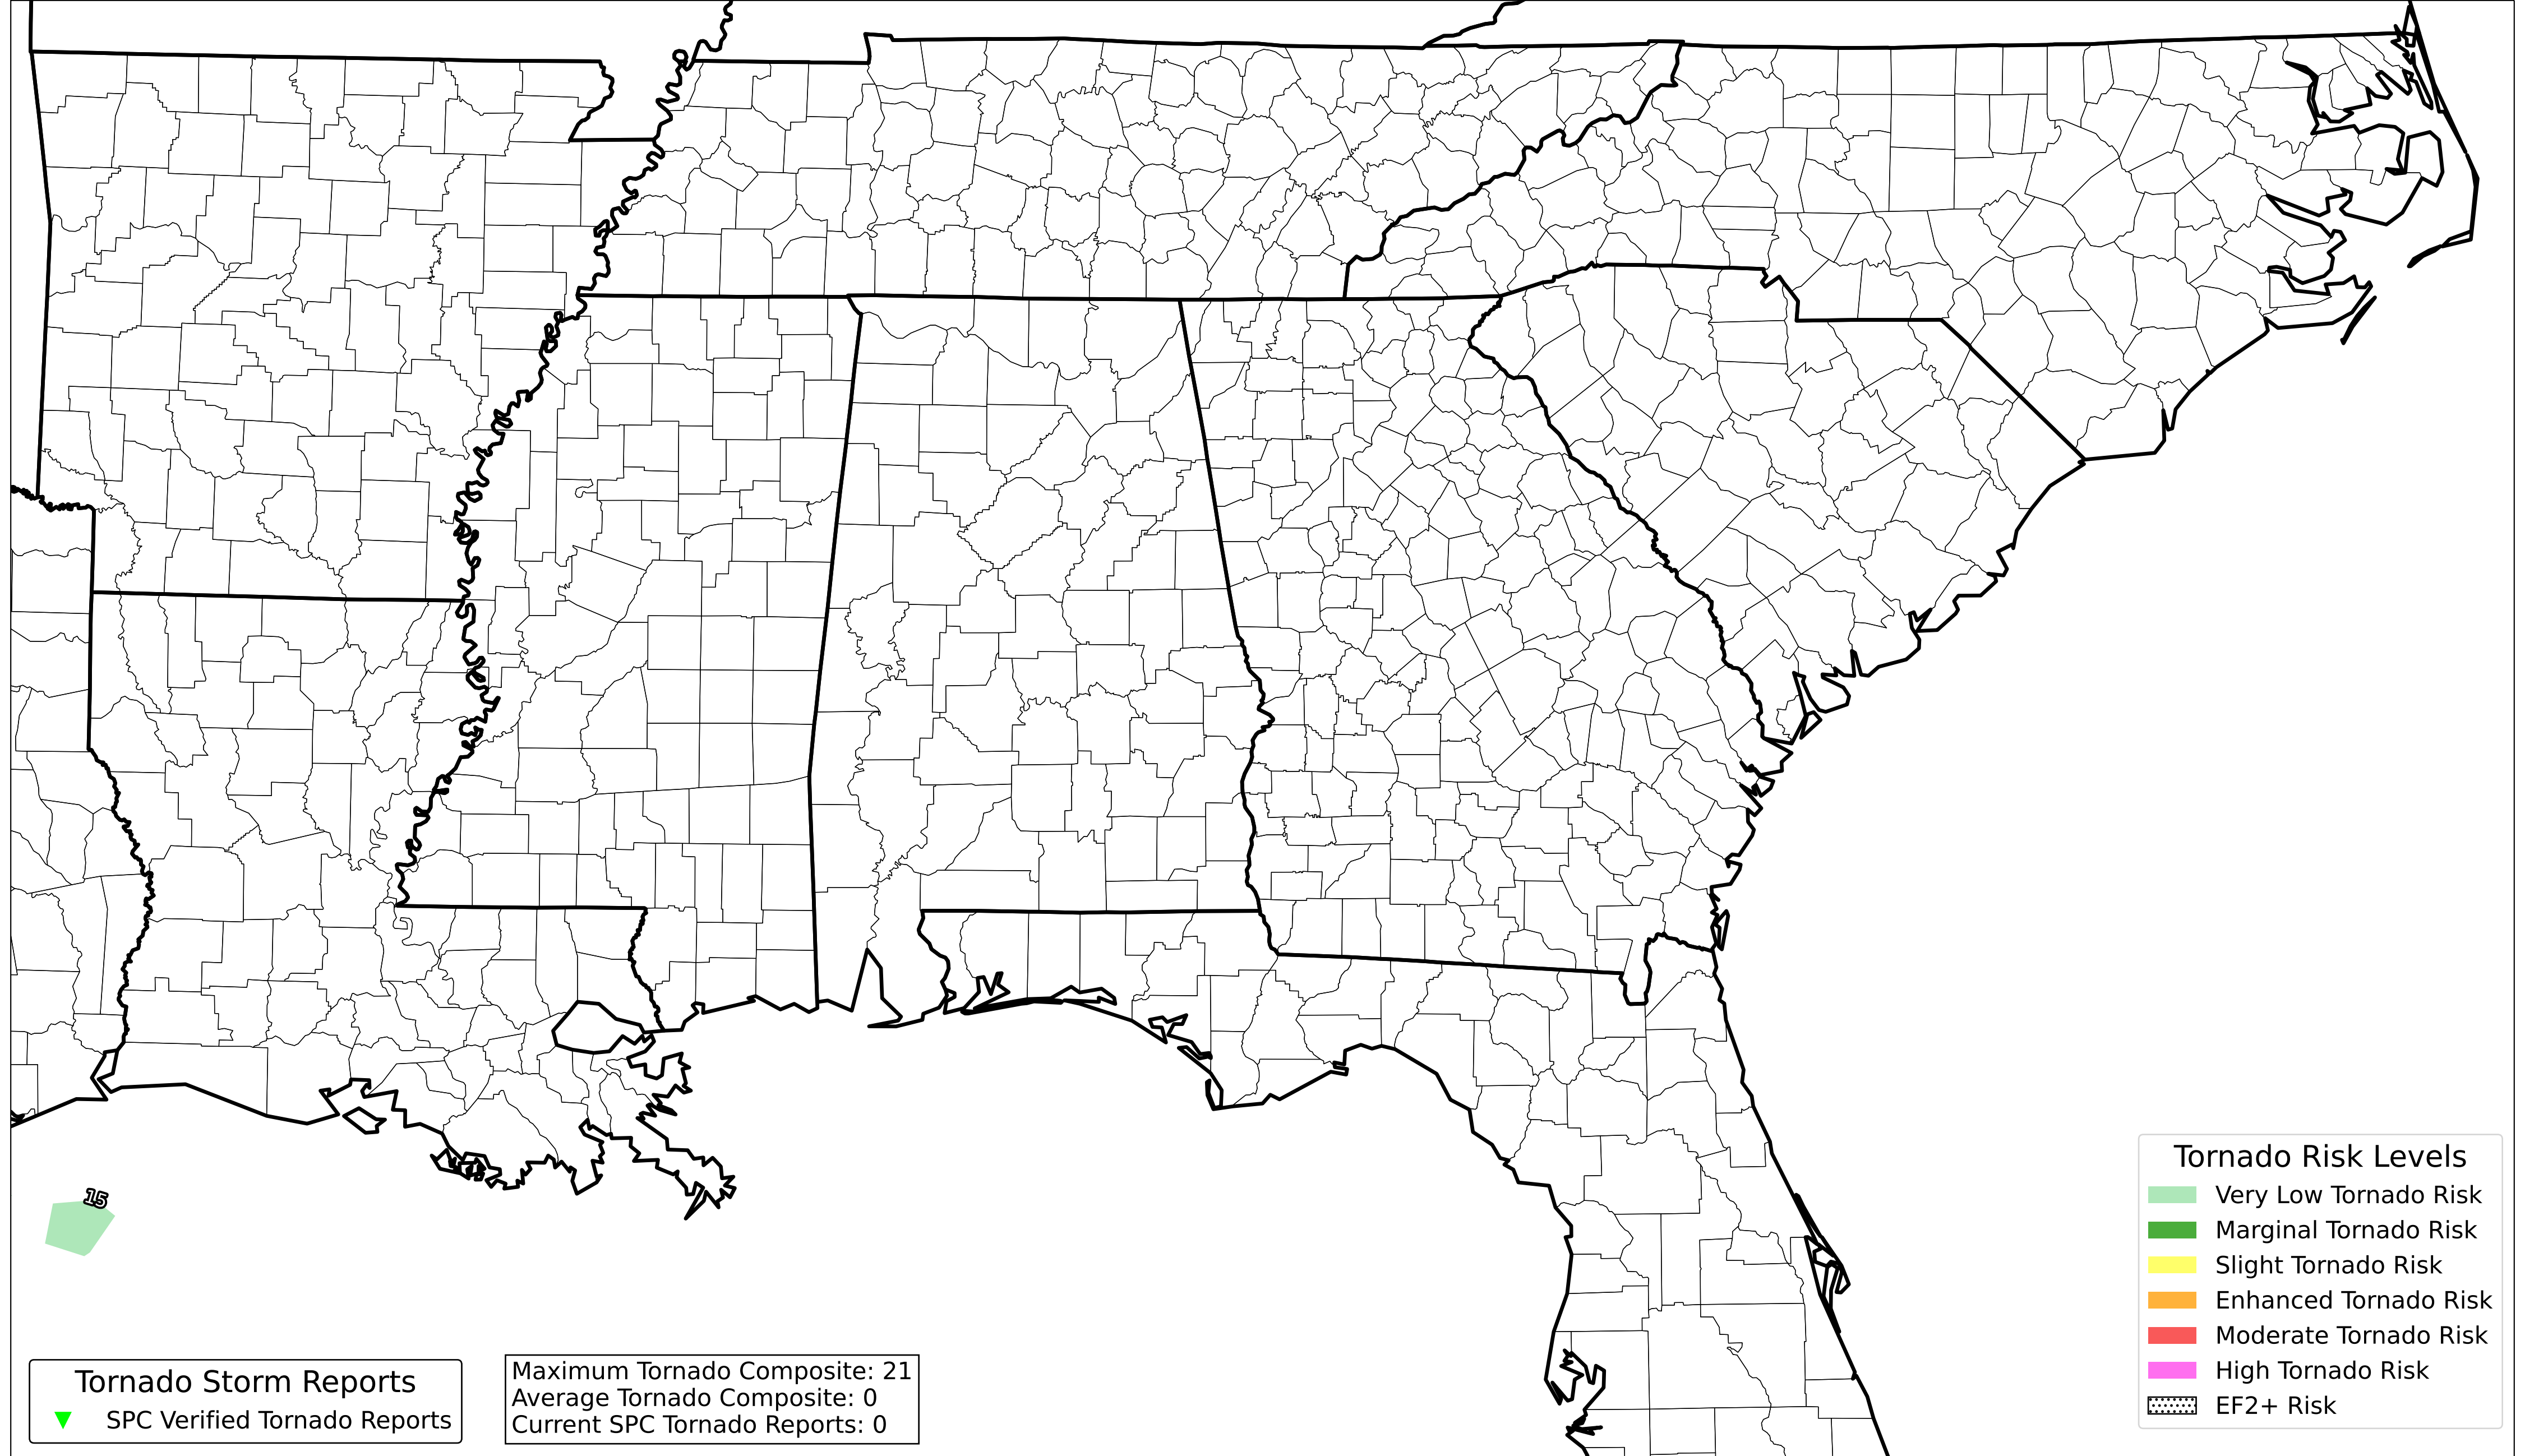 15
Tornado Storm Reports
SPC Verified Tornado Reports
Maximum Tornado Composite: 21
Average Tornado Composite: 0
Current SPC Tornado Reports: 0
Tornado Risk Levels
Very Low Tornado Risk
Marginal Tornado Risk
Slight Tornado Risk
Enhanced Tornado Risk
Moderate Tornado Risk
High Tornado Risk
EF2+ Risk